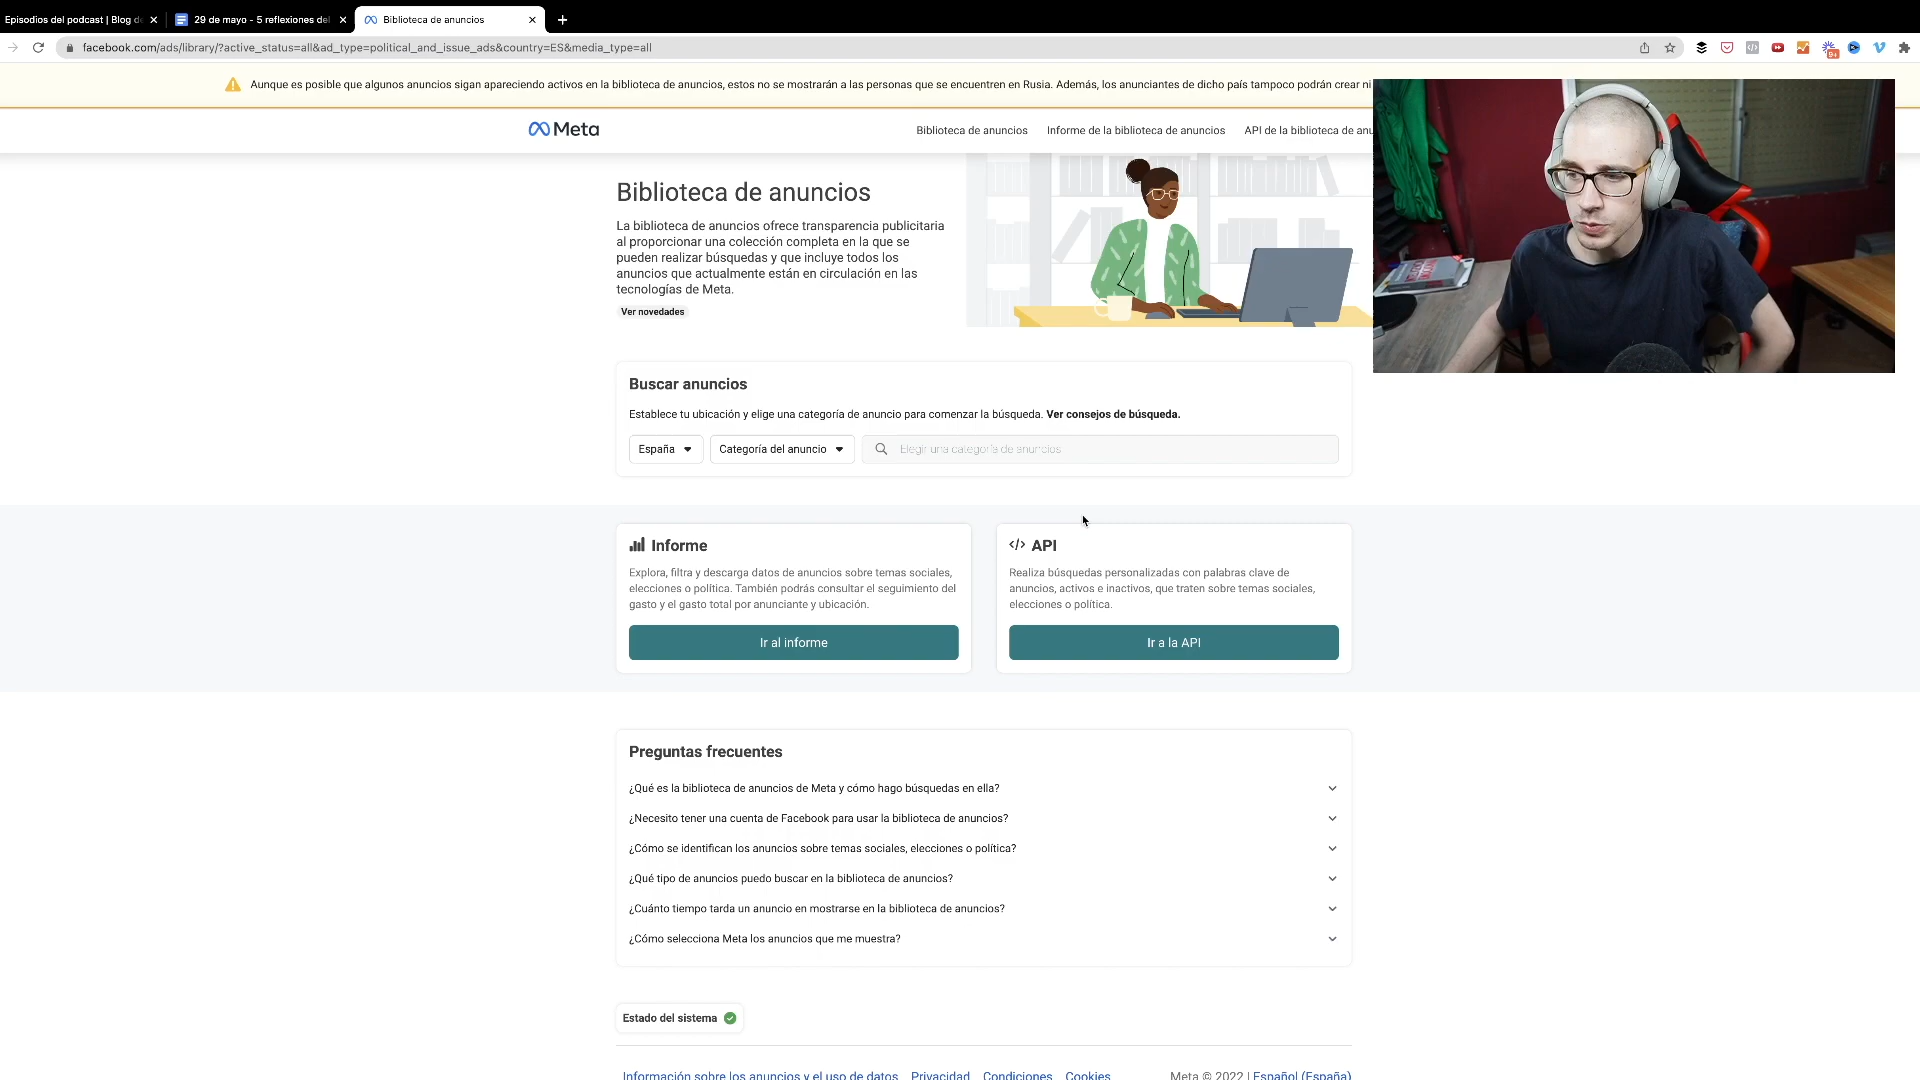 Episodios del podcast | Blog de
29 de mayo - 5 reflexiones del
Biblioteca de anuncios
facebook.com/ads/library/?active_status=all&ad_type=political_and_issue_ads&country=ES&media_type=all
9+
Aunque es posible que algunos anuncios sigan apareciendo activos en la biblioteca de anuncios, estos no se mostrarán a las personas que se encuentren en Rusia. Además, los anunciantes de dicho país tampoco podrán crear ni
Meta
Biblioteca de anuncios
Informe de la biblioteca de anuncios
API de la biblioteca de anu
Biblioteca de anuncios
La biblioteca de anuncios ofrece transparencia publicitaria
al proporcionar una colección completa en la que se
pueden realizar búsquedas y que incluye todos los
anuncios que actualmente están en circulación en las
tecnologías de Meta.
Ver novedades
Buscar anuncios
Establece tu ubicación y elige una categoría de anuncio para comenzar la búsqueda. Ver consejos de búsqueda.
España
Categoría del anuncio
Elegir una categoría de anuncios
Informe
Explora, filtra y descarga datos de anuncios sobre temas sociales,
elecciones o política. También podrás consultar el seguimiento del
gasto y el gasto total por anunciante y ubicación.
Ir al informe
</> API
Realiza búsquedas personalizadas con palabras clave de
anuncios, activos e inactivos, que traten sobre temas sociales,
elecciones o política.
Ir a la API
Preguntas frecuentes
¿Qué es la biblioteca de anuncios de Meta y cómo hago búsquedas en ella?
¿Necesito tener una cuenta de Facebook para usar la biblioteca de anuncios?
¿Cómo se identifican los anuncios sobre temas sociales, elecciones o política?
¿Qué tipo de anuncios puedo buscar en la biblioteca de anuncios?
¿Cuánto tiempo tarda un anuncio en mostrarse en la biblioteca de anuncios?
¿Cómo selecciona Meta los anuncios que me muestra?
Estado del sistema
Información sobre los anuncios y el uso de datos
Privacidad
Condiciones
Cookies
Meta © 2022 | Español (España)